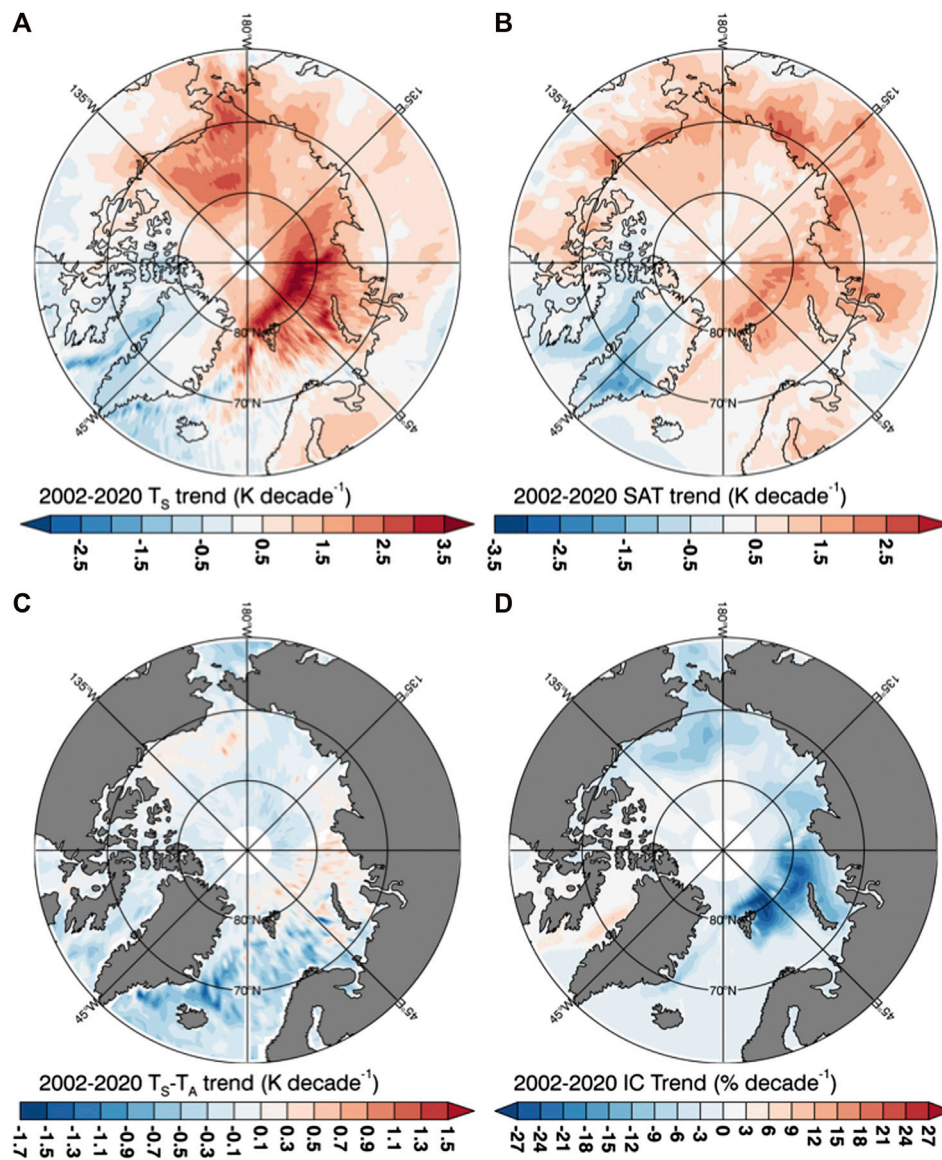 A
180°W
135°W
135°E
80°N
70°N
45°W
45°E
2002-2020 T_S trend (K decade⁻¹)
-2.5 -1.5 -0.5 0.5 1.5 2.5 3.5
B
180°W
135°W
135°E
80°N
70°N
45°W
45°E
2002-2020 SAT trend (K decade⁻¹)
-3.5 -2.5 -1.5 -0.5 0.5 1.5 2.5
C
180°W
135°W
135°E
80°N
70°N
45°W
45°E
2002-2020 T_S-T_A trend (K decade⁻¹)
-1.7 -1.5 -1.3 -1.1 -0.9 -0.7 -0.5 -0.3 -0.1 0.1 0.3 0.5 0.7 0.9 1.1 1.3 1.5
D
180°W
135°W
135°E
80°N
70°N
45°W
45°E
2002-2020 IC Trend (% decade⁻¹)
-27 -24 -21 -18 -15 -12 -9 -6 -3 0 3 6 9 12 15 18 21 24 27